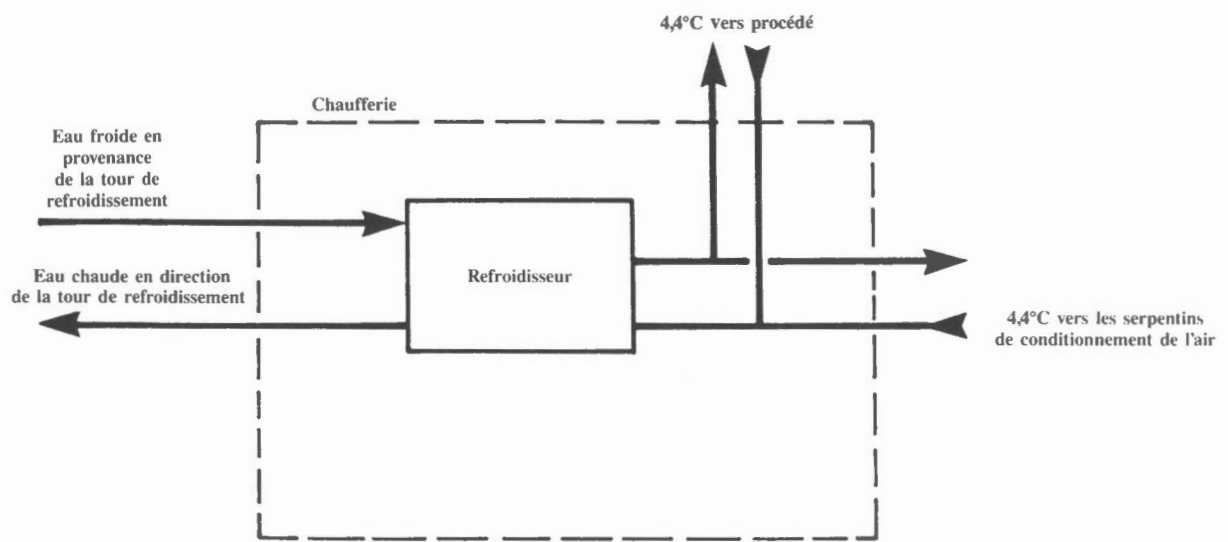 4,4°C vers procédé
Chaufferie
Eau froide en
provenance
de la tour de
refroidissement
Eau chaude en direction
de la tour de refroidissement
Refroidisseur
4,4°C vers les serpentins
de conditionnement de l'air